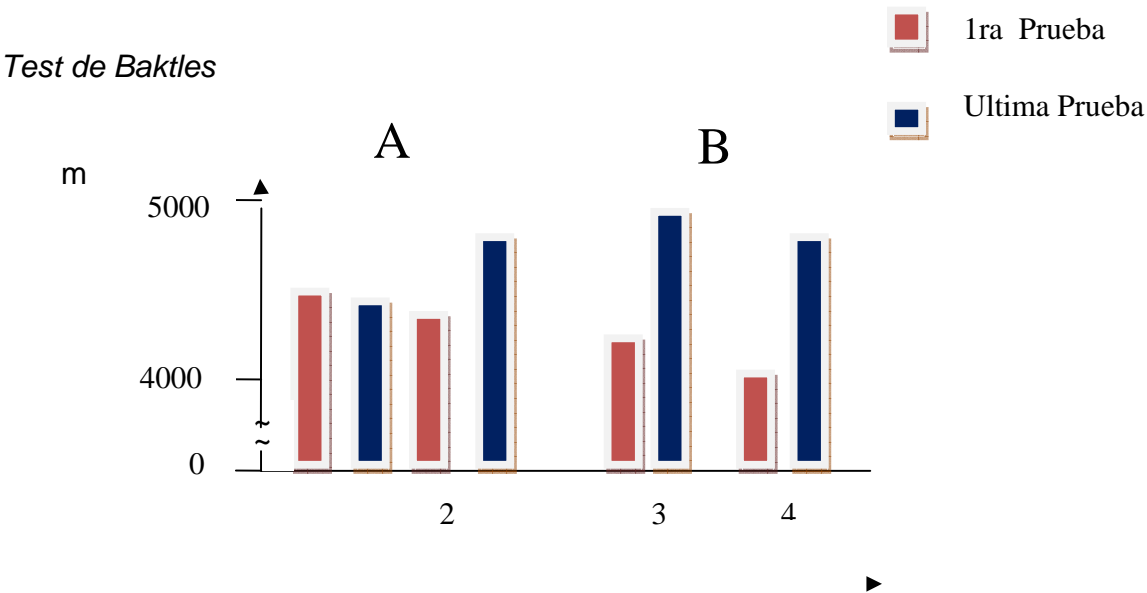 1ra Prueba
Test de Baktles
Ultima Prueba
A B
m
5000
4000
~
~
0
2 3 4